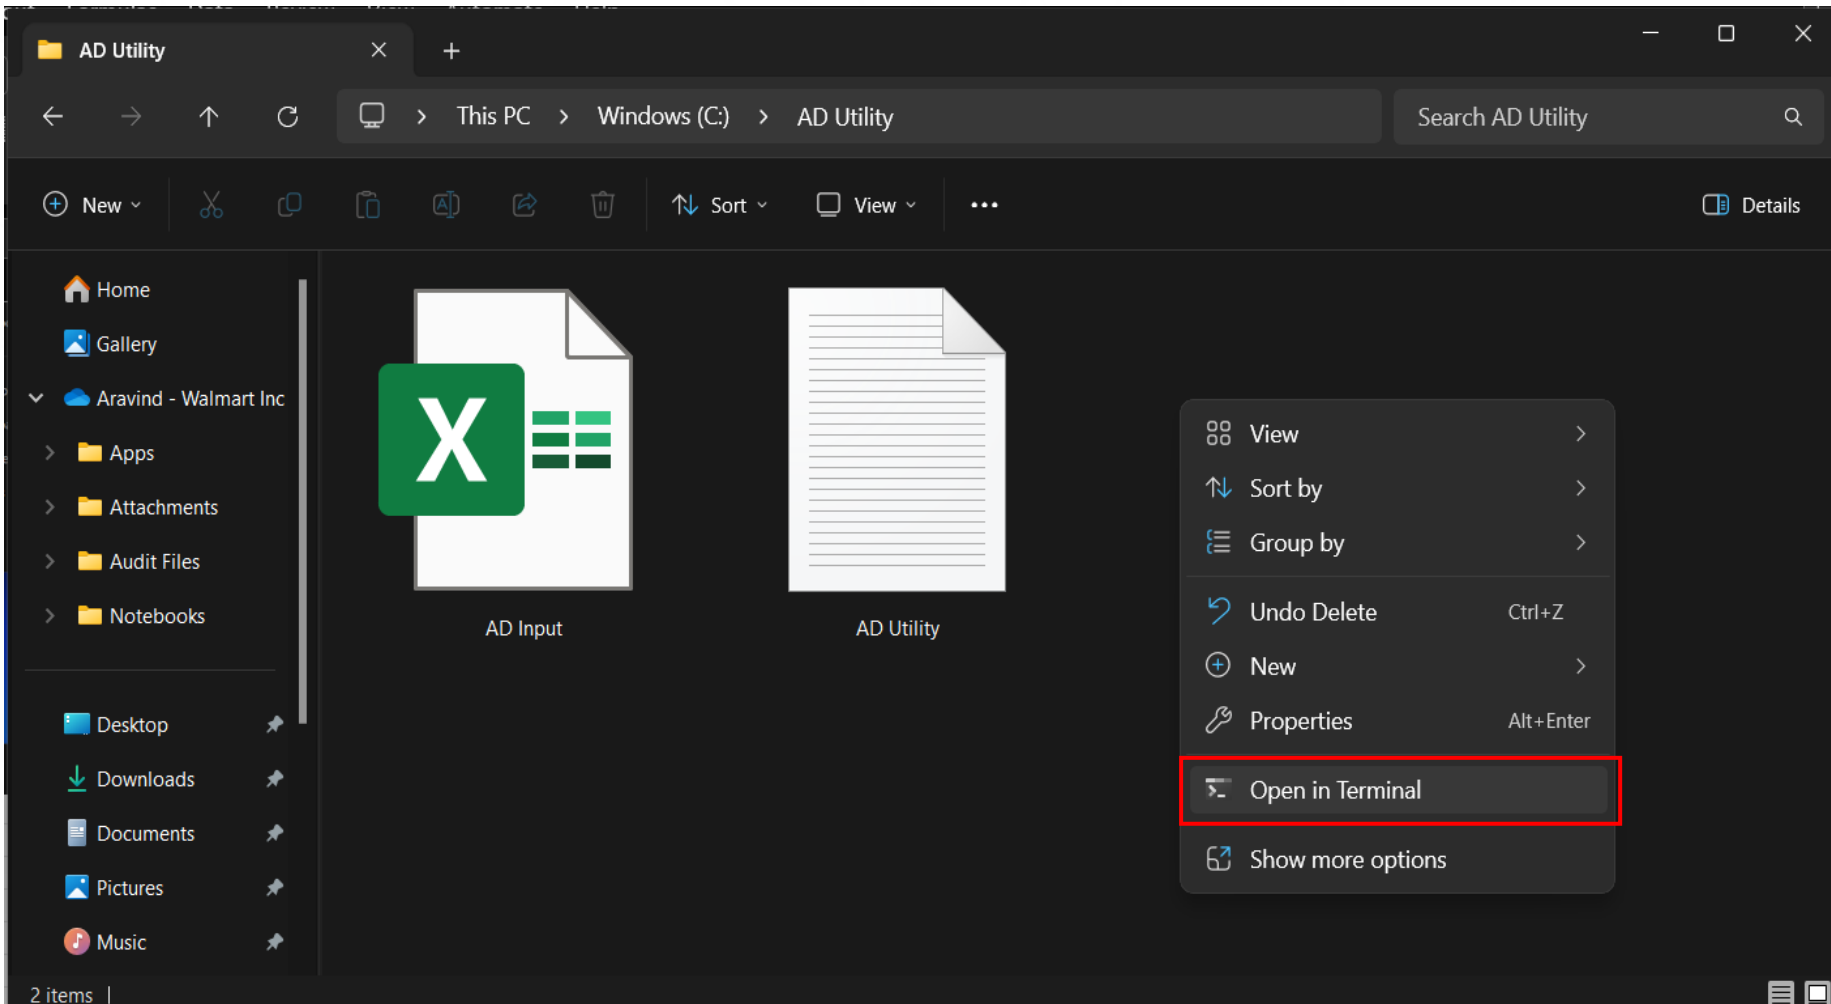 AD Utility
This PC > Windows (C:) > AD Utility
Search AD Utility
New
Sort
View
Details
Home
Gallery
Aravind - Walmart Inc
Apps
Attachments
Audit Files
Notebooks
Desktop
Downloads
Documents
Pictures
Music
AD Input
AD Utility
View
Sort by
Group by
Undo Delete Ctrl+Z
New
Properties Alt+Enter
Open in Terminal
Show more options
2 items